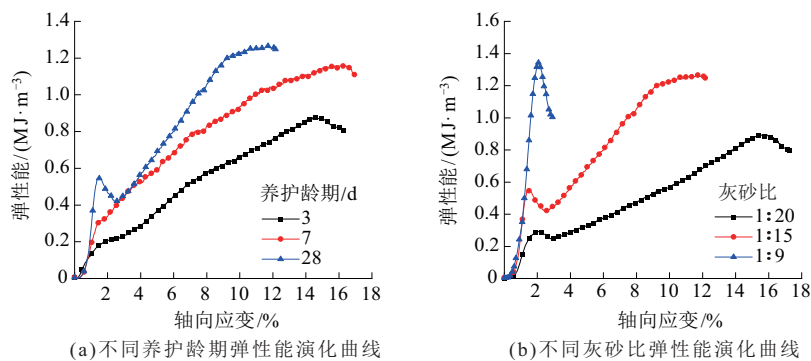 1.4
1.2
1.0
0.8
0.6
0.4
0.2
0
弹性能/(MJ·m⁻³)
养护龄期/d
3
7
28
2 4 6 8 10 12 14 16 18
轴向应变/%
(a)不同养护龄期弹性能演化曲线
1.6
1.4
1.2
1.0
0.8
0.6
0.4
0.2
0
弹性能/(MJ·m⁻³)
灰砂比
1∶20
1∶15
1∶9
0 2 4 6 8 10 12 14 16 18
轴向应变/%
(b)不同灰砂比弹性能演化曲线